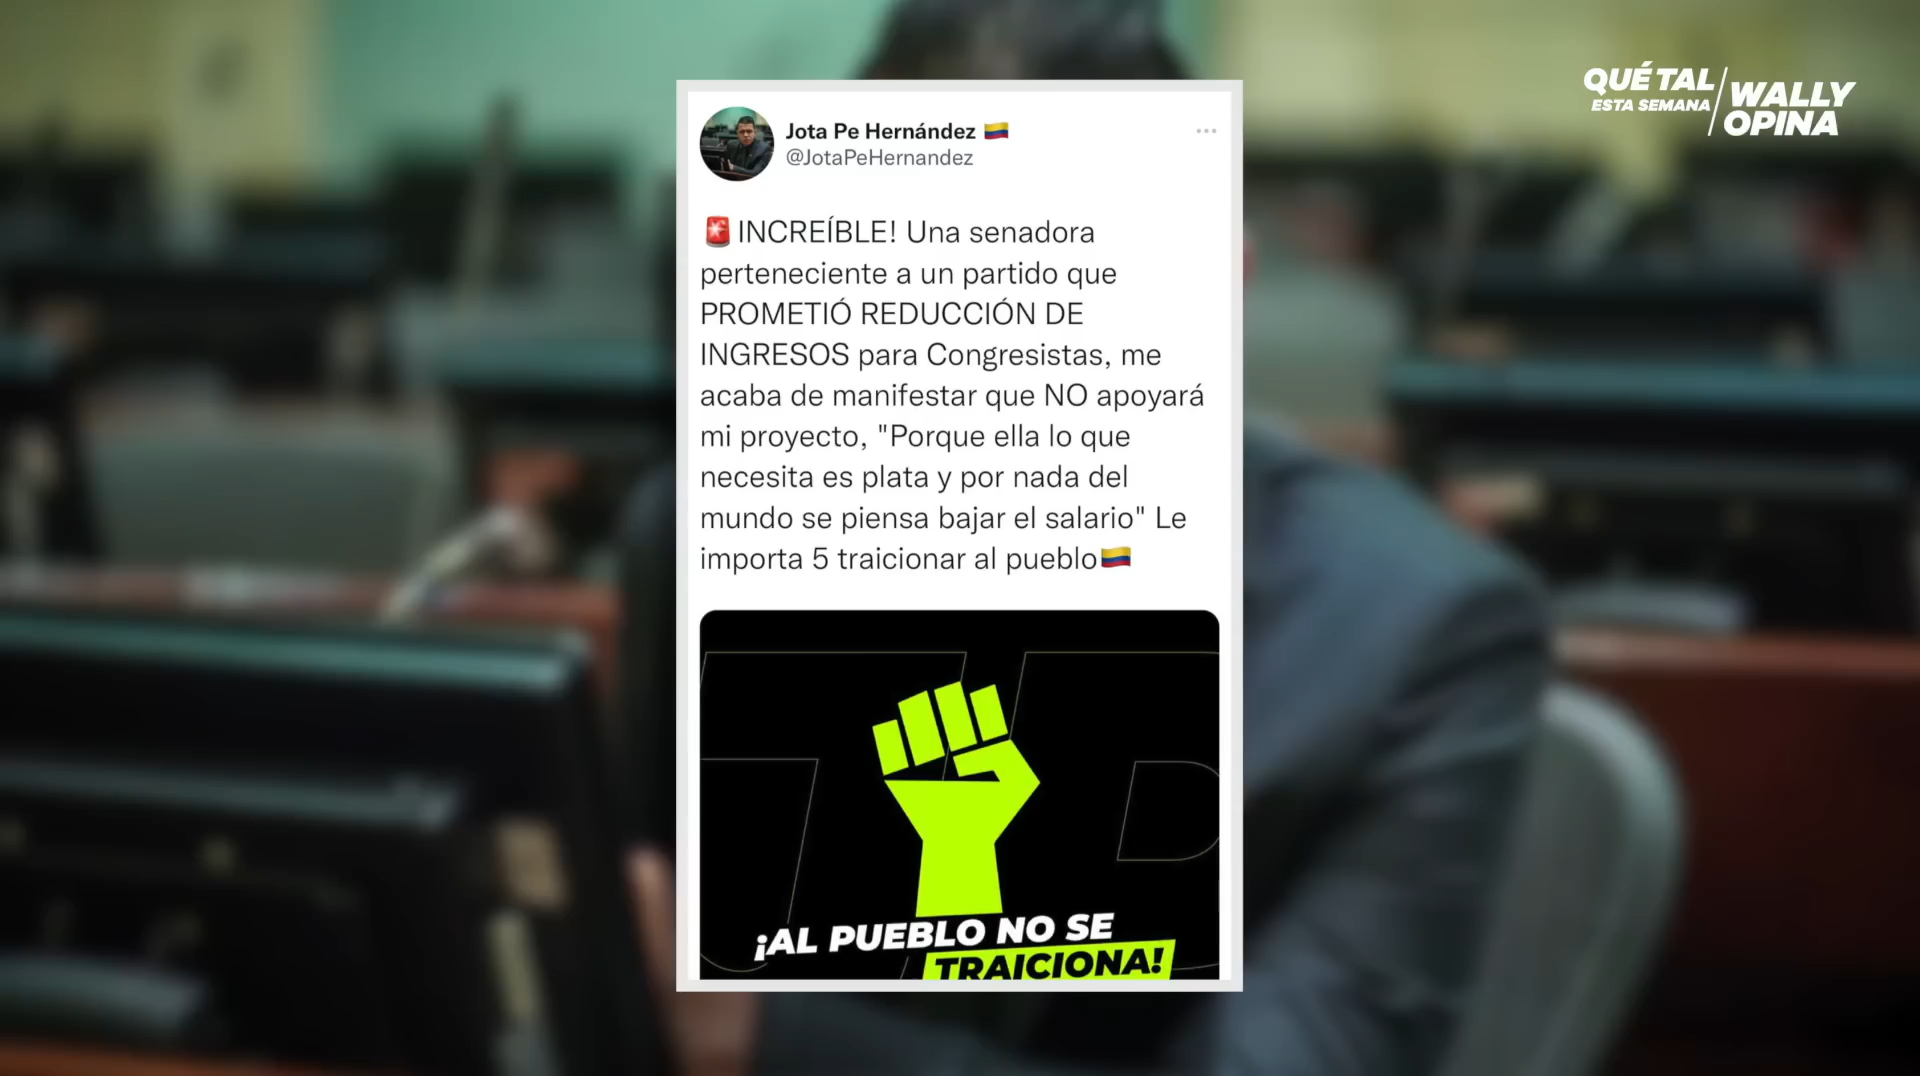 QUÉ TAL
ESTA SEMANA
WALLY
OPINA
Jota Pe Hernández 🇨🇴
@JotaPeHernandez
🚨INCREÍBLE! Una senadora
perteneciente a un partido que
PROMETIÓ REDUCCIÓN DE
INGRESOS para Congresistas, me
acaba de manifestar que NO apoyará
mi proyecto, "Porque ella lo que
necesita es plata y por nada del
mundo se piensa bajar el salario" Le
importa 5 traicionar al pueblo🇨🇴
¡AL PUEBLO NO SE
TRAICIONA!